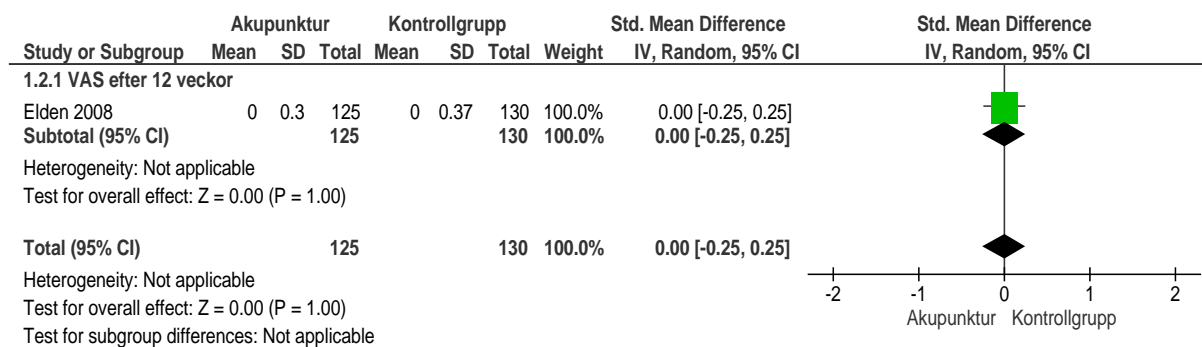 Akupunktur Kontrollgrupp Std. Mean Difference Std. Mean Difference
Study or Subgroup Mean SD Total Mean SD Total Weight IV, Random, 95% CI IV, Random, 95% CI
1.2.1 VAS efter 12 veckor
Elden 2008 0 0.3 125 0 0.37 130 100.0% 0.00 [-0.25, 0.25]
Subtotal (95% CI) 125 130 100.0% 0.00 [-0.25, 0.25]
Heterogeneity: Not applicable
Test for overall effect: Z = 0.00 (P = 1.00)
Total (95% CI) 125 130 100.0% 0.00 [-0.25, 0.25]
Heterogeneity: Not applicable
Test for overall effect: Z = 0.00 (P = 1.00)
Test for subgroup differences: Not applicable
-2 -1 0 1 2
Akupunktur Kontrollgrupp